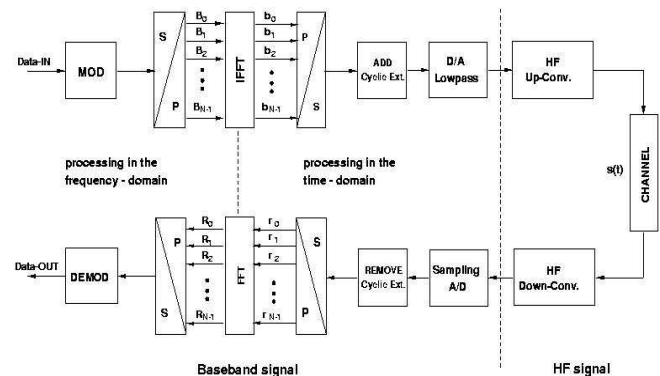 Data-IN
MOD
S
P
B0
B1
B2
BN-1
IFFT
b0
b1
b2
bN-1
P
S
ADD
Cyclic Ext.
D/A
Lowpass
HF
Up-Conv.
s(t)
CHANNEL
processing in the
frequency - domain
processing in the
time - domain
Data-OUT
DEMOD
P
S
R0
R1
R2
RN-1
FFT
r0
r1
r2
rN-1
S
P
REMOVE
Cyclic Ext.
Sampling
A/D
HF
Down-Conv.
Baseband signal
HF signal